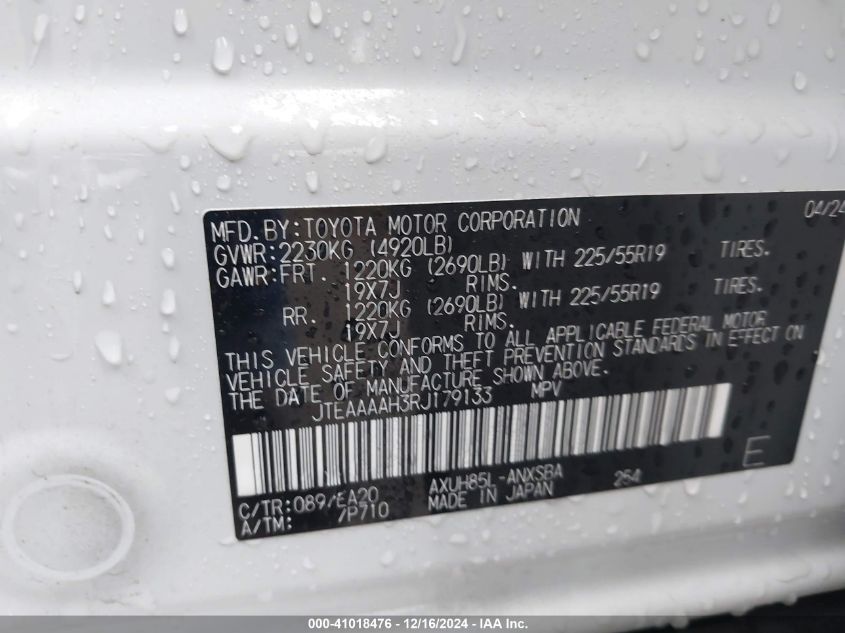 MFD.BY:TOYOTA MOTOR CORPORATION 04/24
GVWR:2230KG (4920LB)
GAWR:FRT 1220KG (2690LB) WITH 225/55R19 TIRES.
19X7J RIMS.
RR. 1220KG (2690LB) WITH 225/55R19 TIRES.
19X7J RIMS.
THIS VEHICLE CONFORMS TO ALL APPLICABLE FEDERAL MOTOR
VEHICLE SAFETY AND THEFT PREVENTION STANDARDS IN EFFECT ON
THE DATE OF MANUFACTURE SHOWN ABOVE.
JTEAAAAH3RJ179133 MPV
C/TR:089/EA20 AXUH85L-ANXSBA 254 E
A/TM: /P710 MADE IN JAPAN
000-41018476 - 12/16/2024 - IAA Inc.